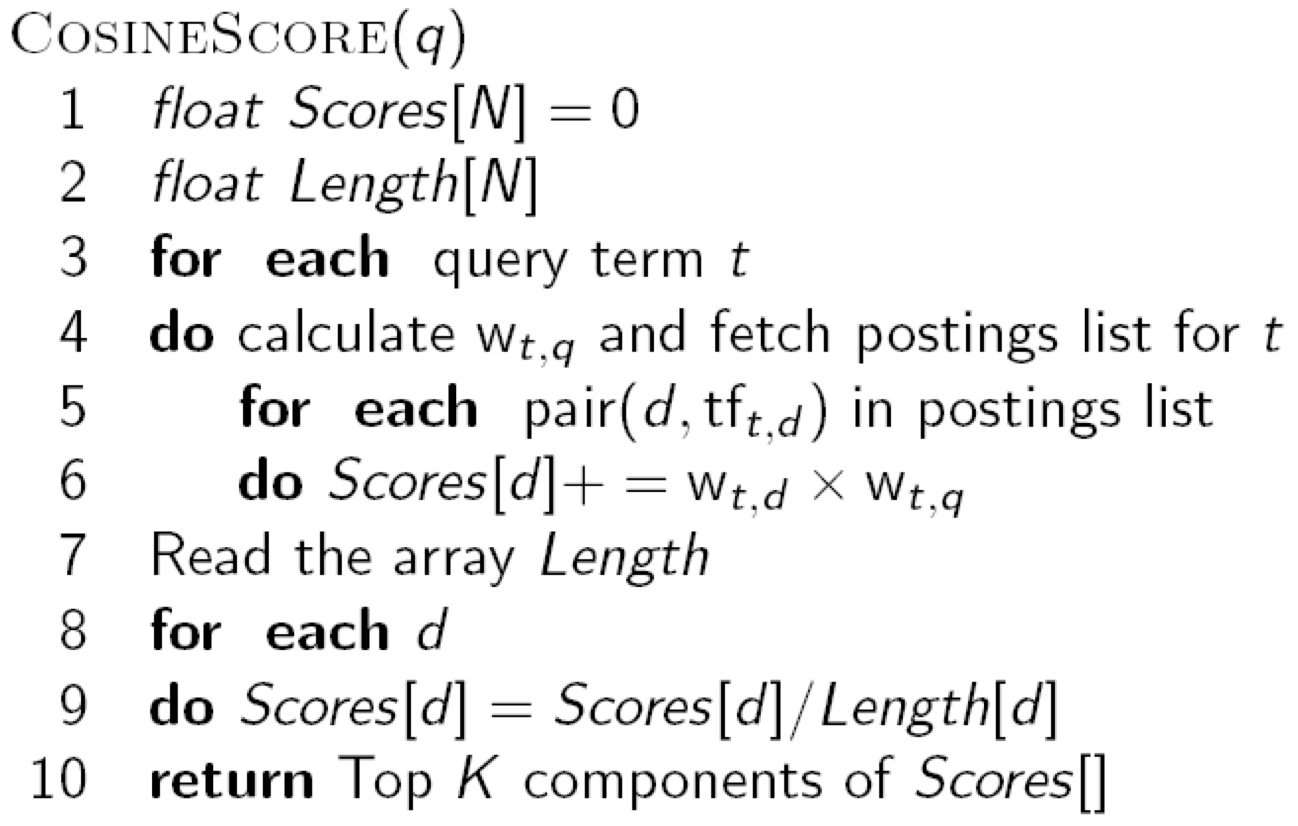 COSINESCORE(q)
1 float Scores[N] = 0
2 float Length[N]
3 for each query term t
4 do calculate w_{t,q} and fetch postings list for t
5 for each pair(d, tf_{t,d}) in postings list
6 do Scores[d]+ = w_{t,d} × w_{t,q}
7 Read the array Length
8 for each d
9 do Scores[d] = Scores[d]/Length[d]
10 return Top K components of Scores[]